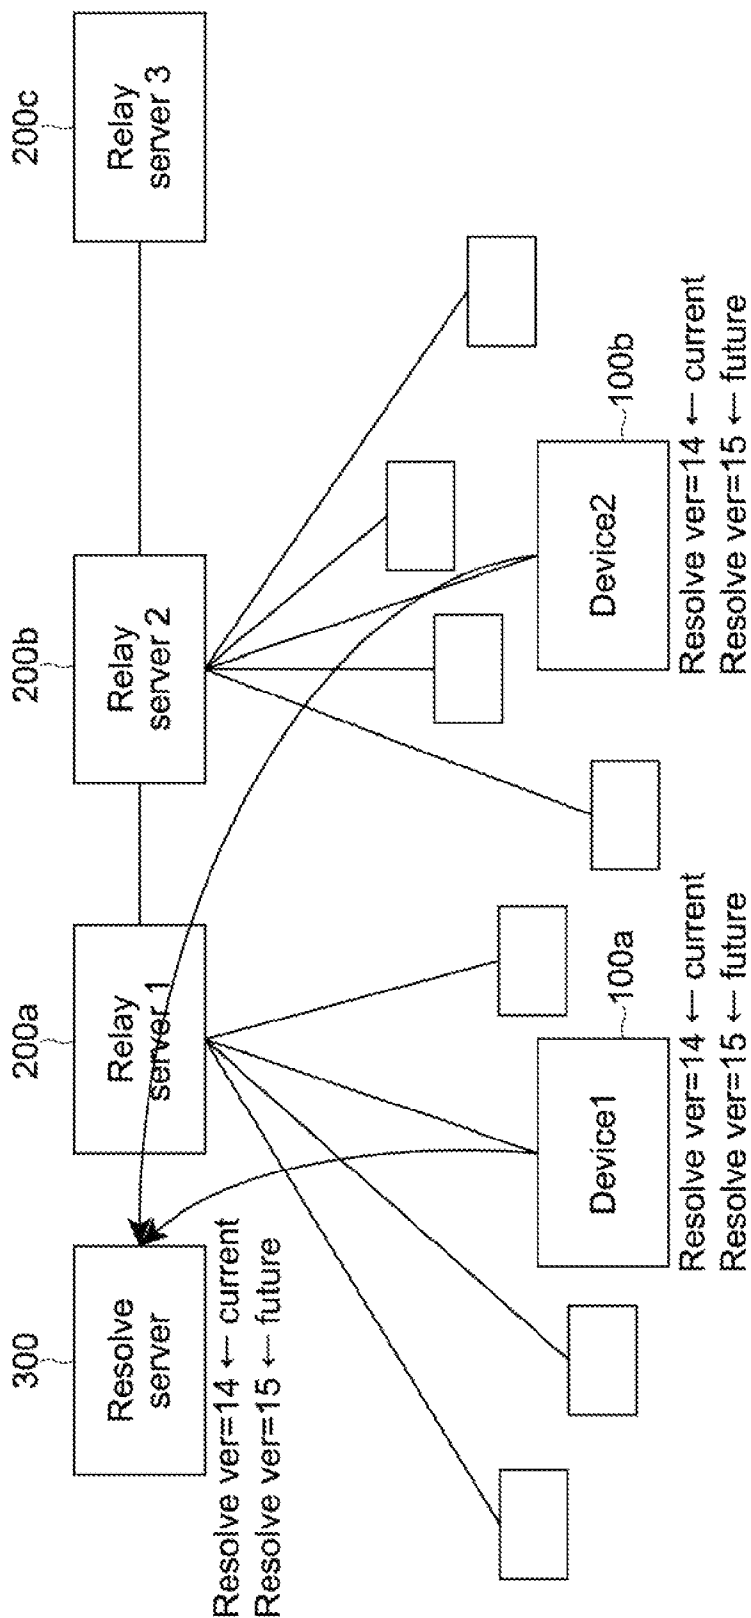 300
200a
200b
200c
Resolve
server
Relay
server 1
Relay
server 2
Relay
server 3
Resolve ver=14 ← current
Resolve ver=15 ← future
Device1
100a
Resolve ver=14 ← current
Resolve ver=15 ← future
Device2
100b
Resolve ver=14 ← current
Resolve ver=15 ← future